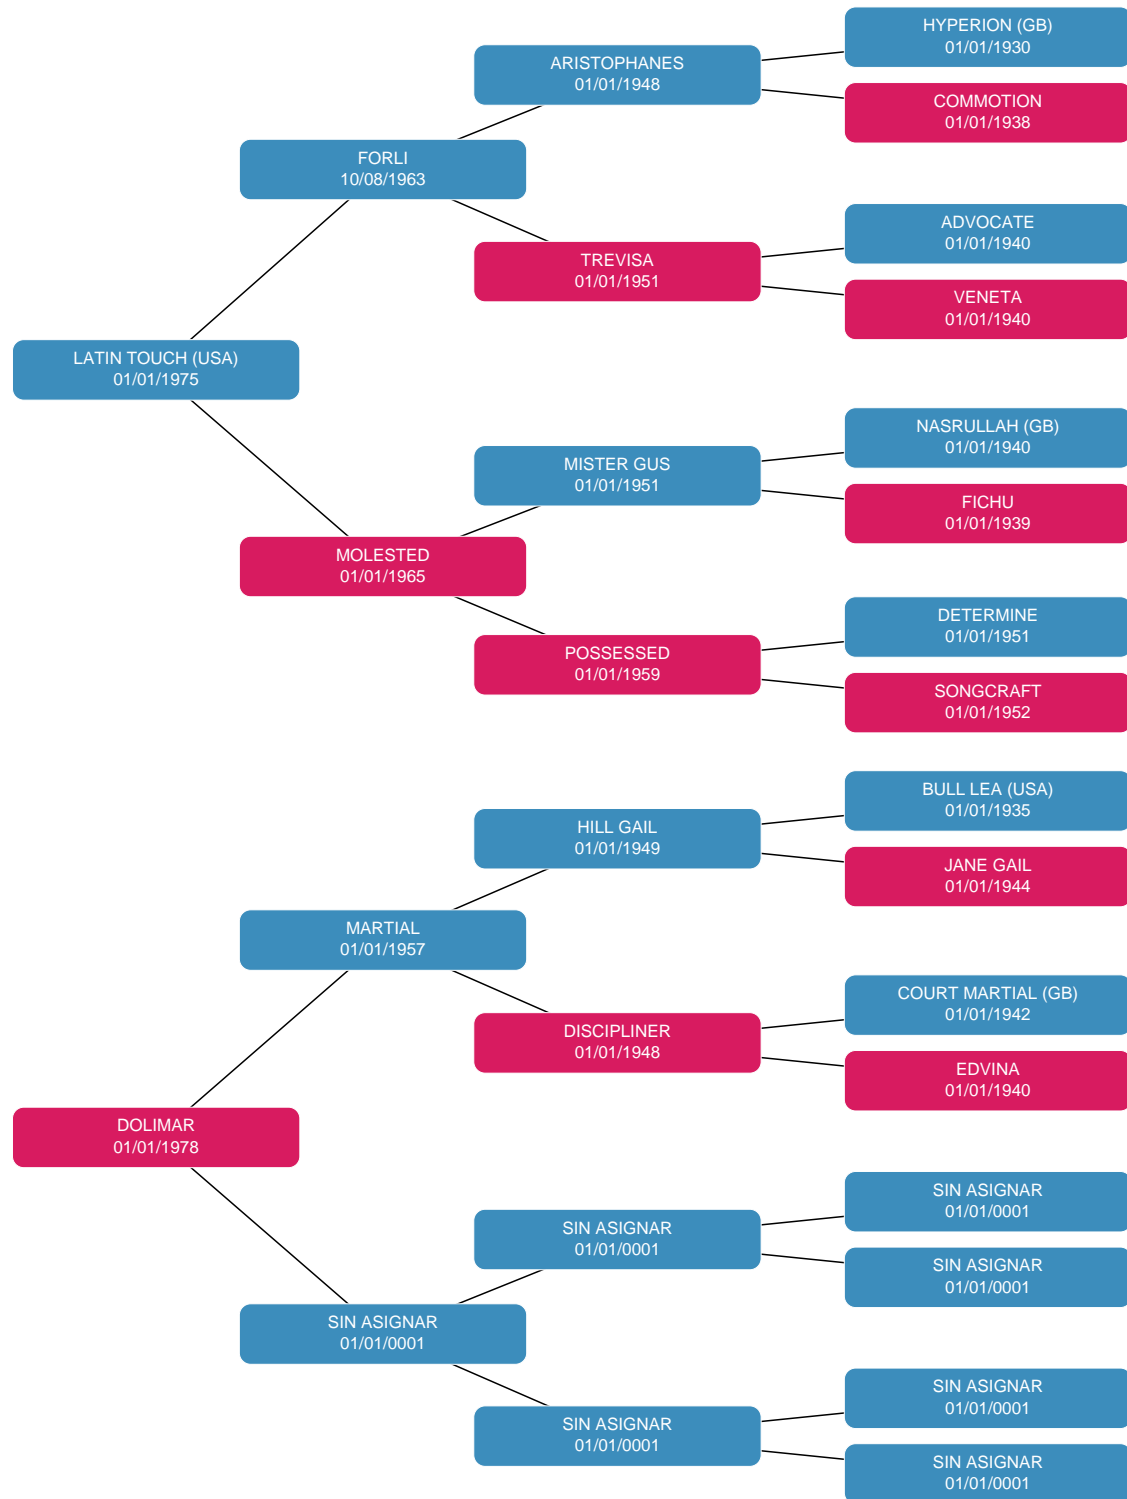 HYPERION (GB)
01/01/1930
ARISTOPHANES
01/01/1948
COMMOTION
01/01/1938
FORLI
10/08/1963
ADVOCATE
01/01/1940
TREVISA
01/01/1951
VENETA
01/01/1940
LATIN TOUCH (USA)
01/01/1975
NASRULLAH (GB)
01/01/1940
MISTER GUS
01/01/1951
FICHU
01/01/1939
MOLESTED
01/01/1965
DETERMINE
01/01/1951
POSSESSED
01/01/1959
SONGCRAFT
01/01/1952
BULL LEA (USA)
01/01/1935
HILL GAIL
01/01/1949
JANE GAIL
01/01/1944
MARTIAL
01/01/1957
COURT MARTIAL (GB)
01/01/1942
DISCIPLINER
01/01/1948
EDVINA
01/01/1940
DOLIMAR
01/01/1978
SIN ASIGNAR
01/01/0001
SIN ASIGNAR
01/01/0001
SIN ASIGNAR
01/01/0001
SIN ASIGNAR
01/01/0001
SIN ASIGNAR
01/01/0001
SIN ASIGNAR
01/01/0001
SIN ASIGNAR
01/01/0001